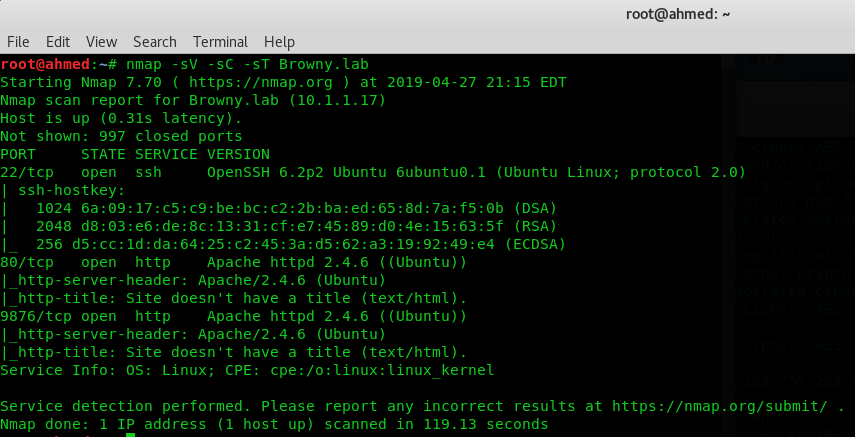 root@ahmed: ~
File Edit View Search Terminal Help
root@ahmed:~# nmap -sV -sC -sT Browny.lab
Starting Nmap 7.70 ( https://nmap.org ) at 2019-04-27 21:15 EDT
Nmap scan report for Browny.lab (10.1.1.17)
Host is up (0.31s latency).
Not shown: 997 closed ports
PORT     STATE SERVICE VERSION
22/tcp   open  ssh     OpenSSH 6.2p2 Ubuntu 6ubuntu0.1 (Ubuntu Linux; protocol 2.0)
| ssh-hostkey:
|   1024 6a:09:17:c5:c9:be:bc:c2:2b:ba:ed:65:8d:7a:f5:0b (DSA)
|   2048 d8:03:e6:de:8c:13:31:cf:e7:45:89:d0:4e:15:63:5f (RSA)
|_  256 d5:cc:1d:da:64:25:c2:45:3a:d5:62:a3:19:92:49:e4 (ECDSA)
80/tcp   open  http    Apache httpd 2.4.6 ((Ubuntu))
|_http-server-header: Apache/2.4.6 (Ubuntu)
|_http-title: Site doesn't have a title (text/html).
9876/tcp open  http    Apache httpd 2.4.6 ((Ubuntu))
|_http-server-header: Apache/2.4.6 (Ubuntu)
|_http-title: Site doesn't have a title (text/html).
Service Info: OS: Linux; CPE: cpe:/o:linux:linux_kernel
Service detection performed. Please report any incorrect results at https://nmap.org/submit/ .
Nmap done: 1 IP address (1 host up) scanned in 119.13 seconds